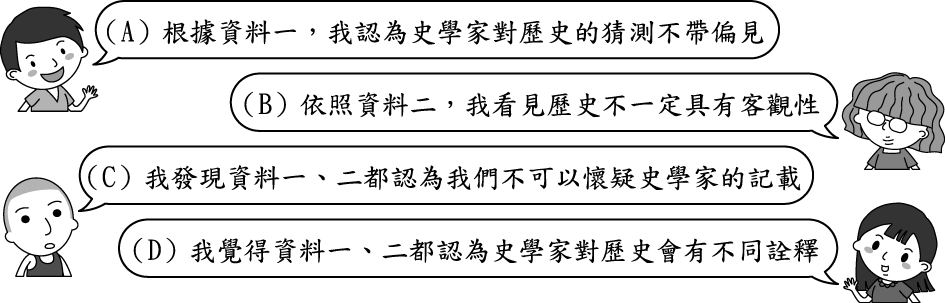 (A)根據資料一，我認為史學家對歷史的猜測不帶偏見
(B)依照資料二，我看見歷史不一定具有客觀性
(C)我發現資料一、二都認為我們不可以懷疑史學家的記載
(D)我覺得資料一、二都認為史學家對歷史會有不同詮釋